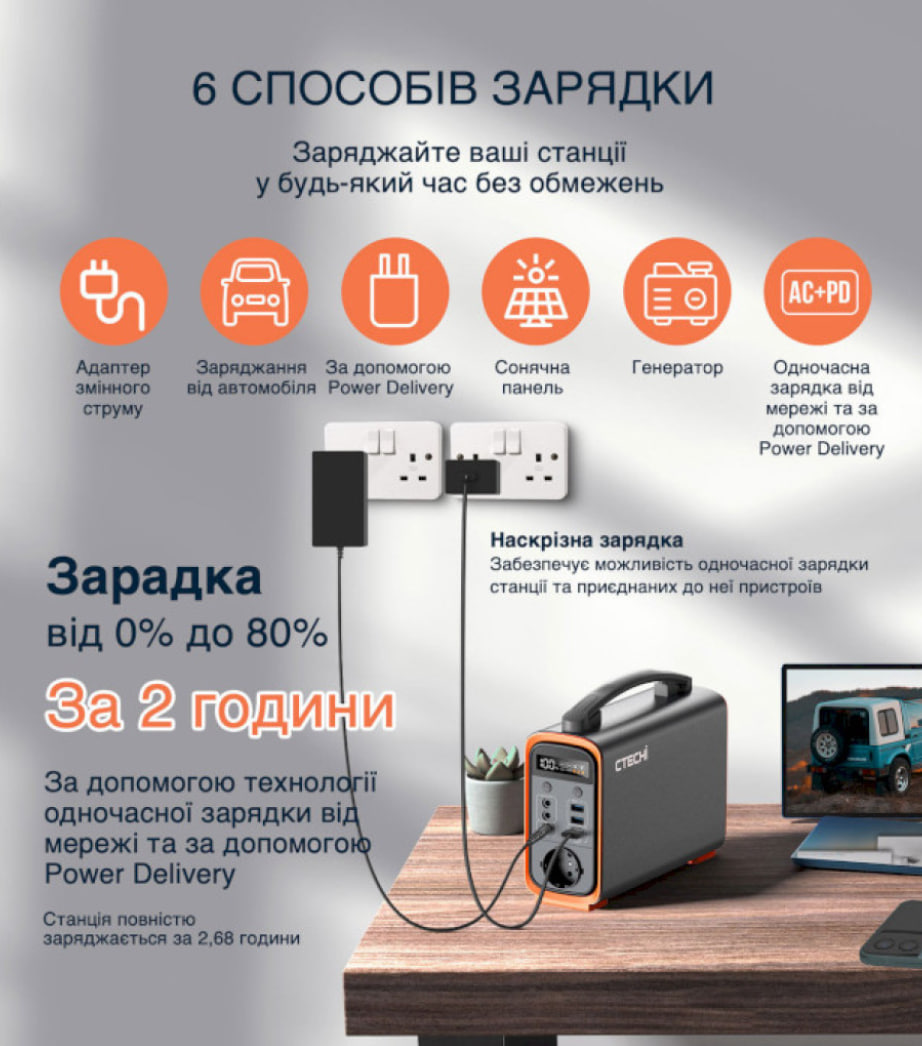 6 СПОСОБІВ ЗАРЯДКИ
Заряджайте ваші станції
у будь-який час без обмежень
AC+PD
Адаптер
змінного
струму
Заряджання
від автомобіля
За допомогою
Power Delivery
Сонячна
панель
Генератор
Одночасна
зарядка від
мережі та за
допомогою
Power Delivery
Наскрізна зарядка
Забезпечує можливість одночасної зарядки
станції та приєднаних до неї пристроїв
Зарадка
від 0% до 80%
За 2 години
За допомогою технології
одночасної зарядки від
мережі та за допомогою
Power Delivery
Станція повністю
заряджається за 2,68 години
100
CTECHi